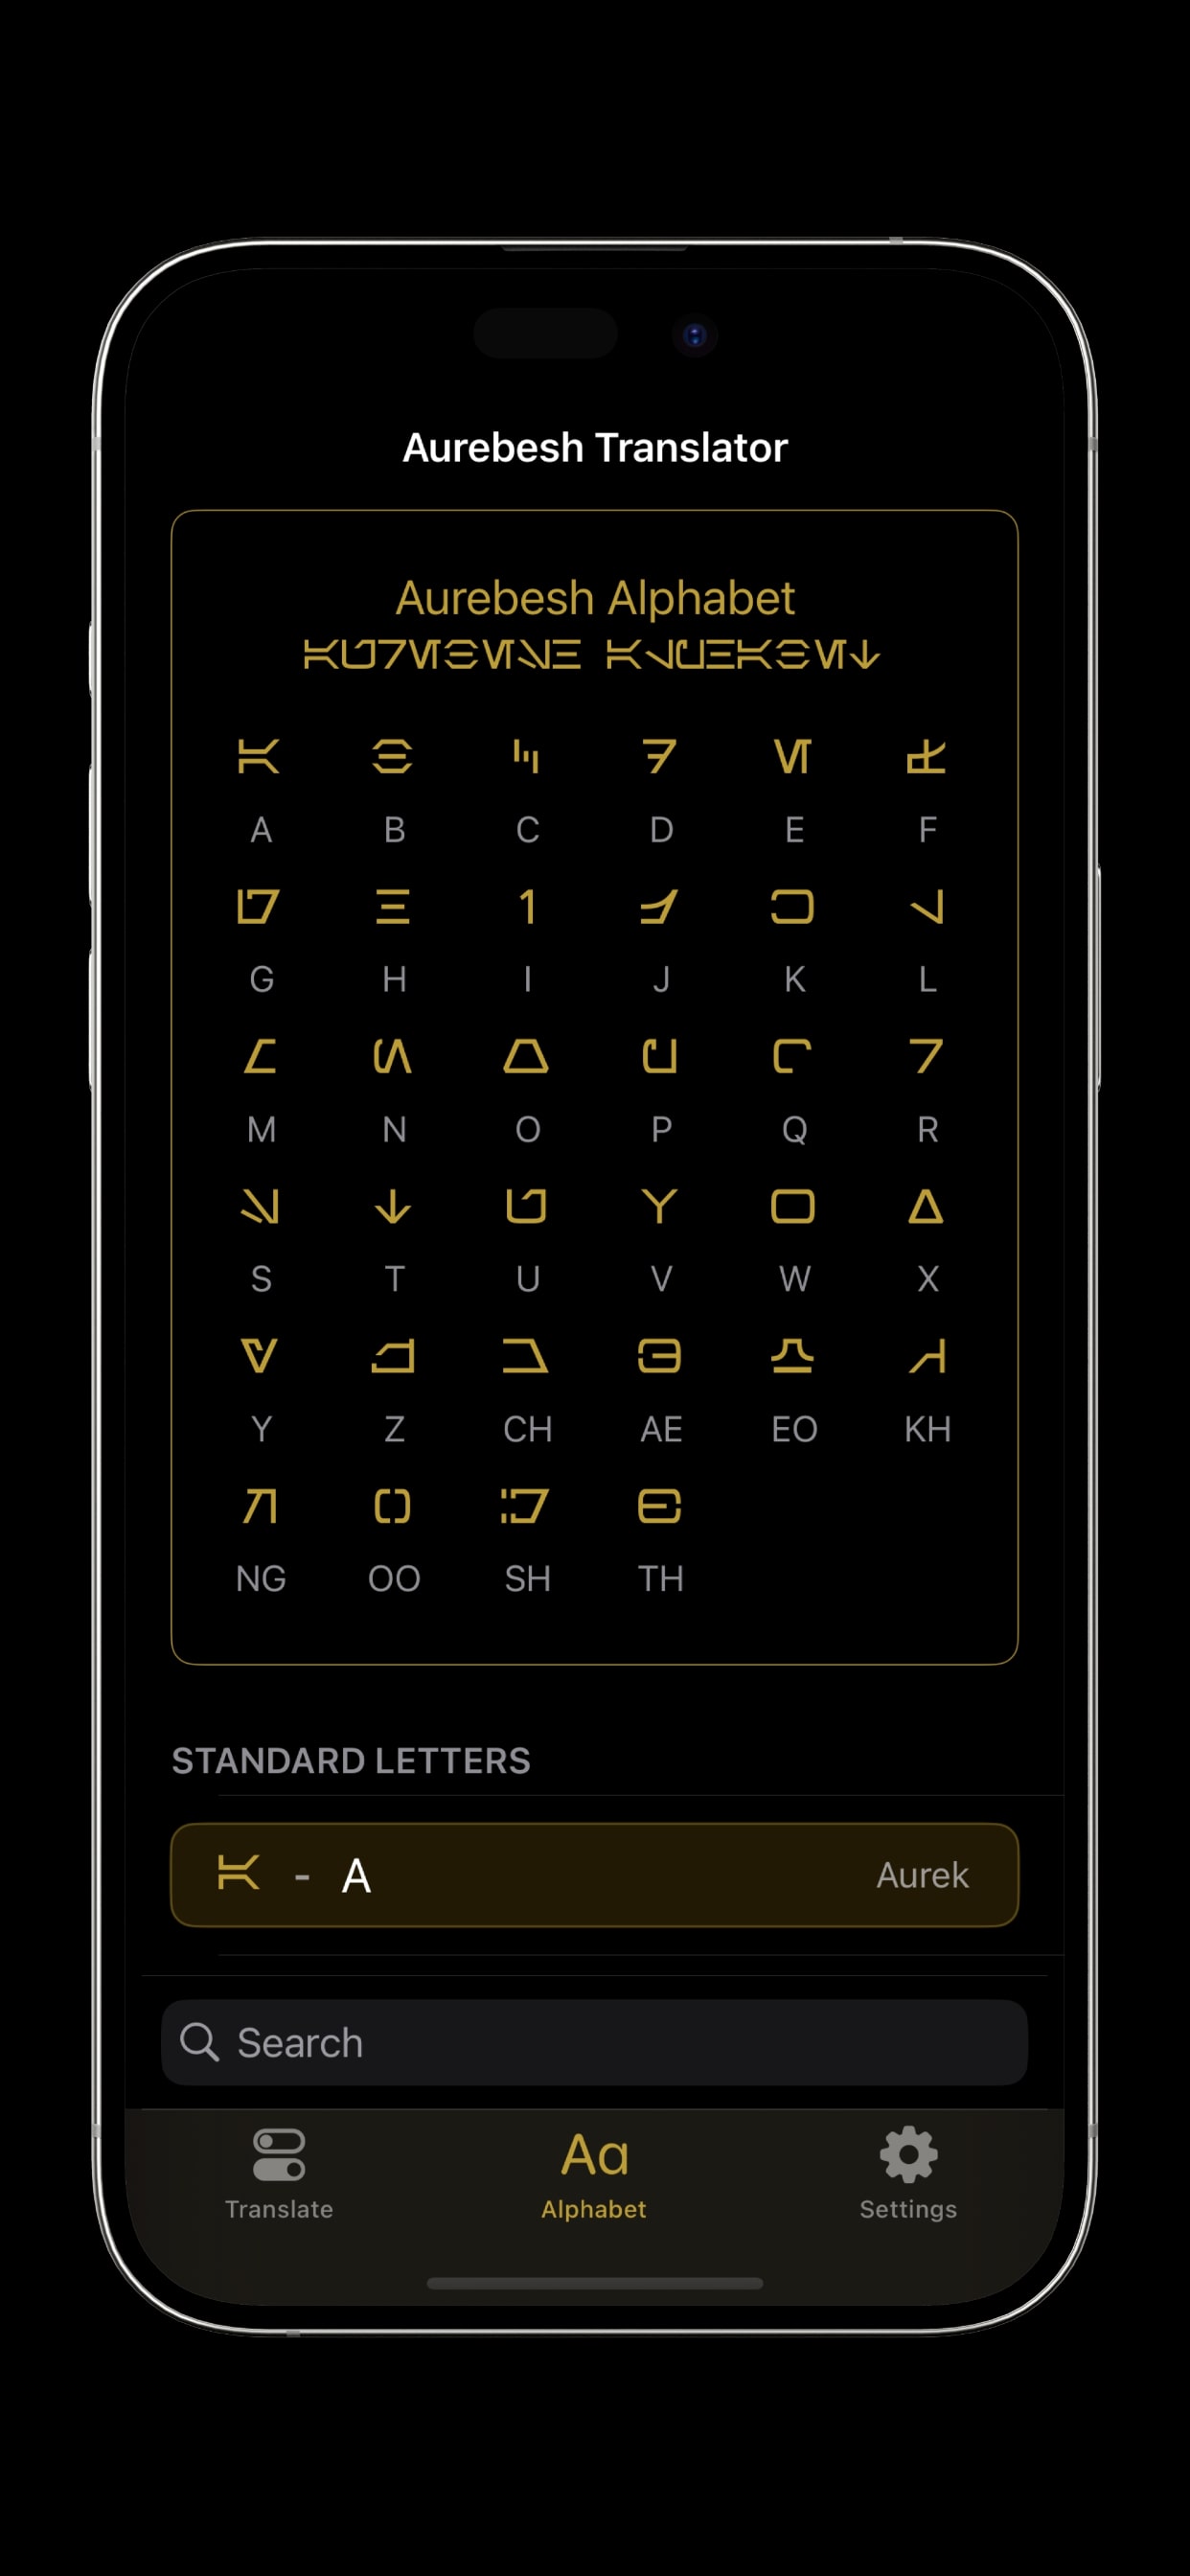 Aurebesh Translator
Aurebesh Alphabet
A B C D E F
G H I J K L
M N O P Q R
S T U V W X
Y Z CH AE EO KH
NG OO SH TH
STANDARD LETTERS
- A Aurek
Search
Aa
Translate Alphabet Settings